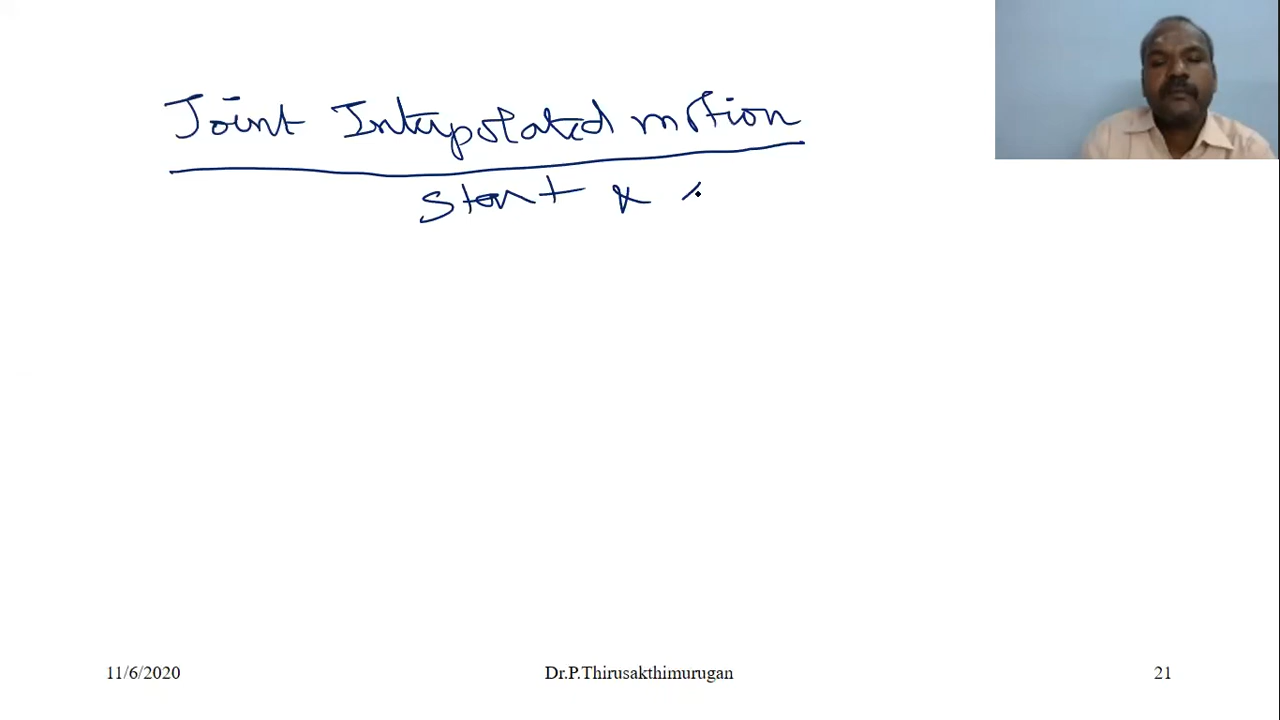 Joint Interpolated motion
Start &
11/6/2020 Dr.P.Thirusakthimurugan 21